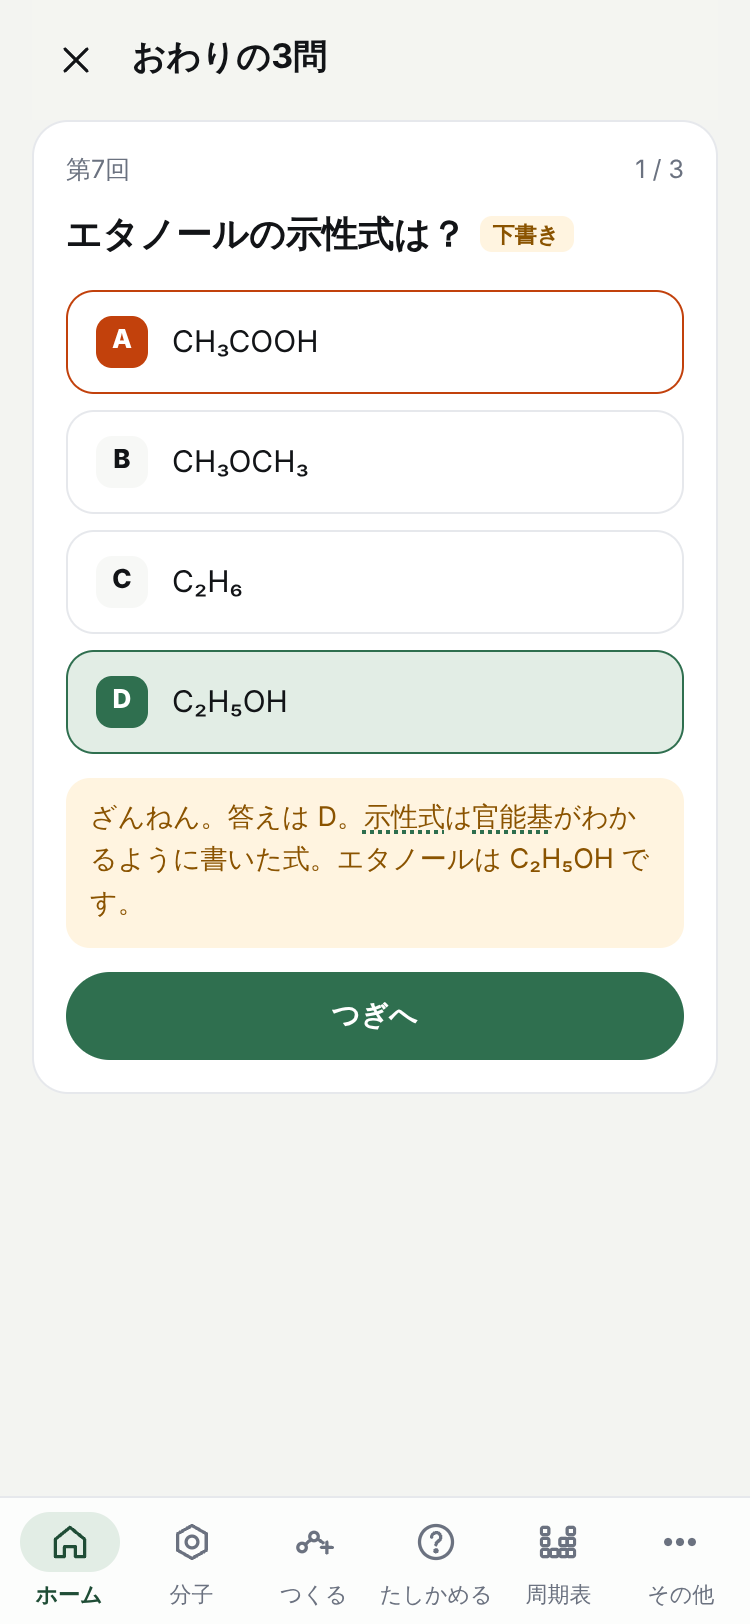 おわりの3問
第7回
1 / 3
エタノールの示性式は？ 下書き
A CH₃COOH
B CH₃OCH₃
C C₂H₆
D C₂H₅OH
ざんねん。答えは D。示性式は官能基がわか
るように書いた式。エタノールは C₂H₅OH で
す。
つぎへ
ホーム 分子 つくる たしかめる 周期表 その他